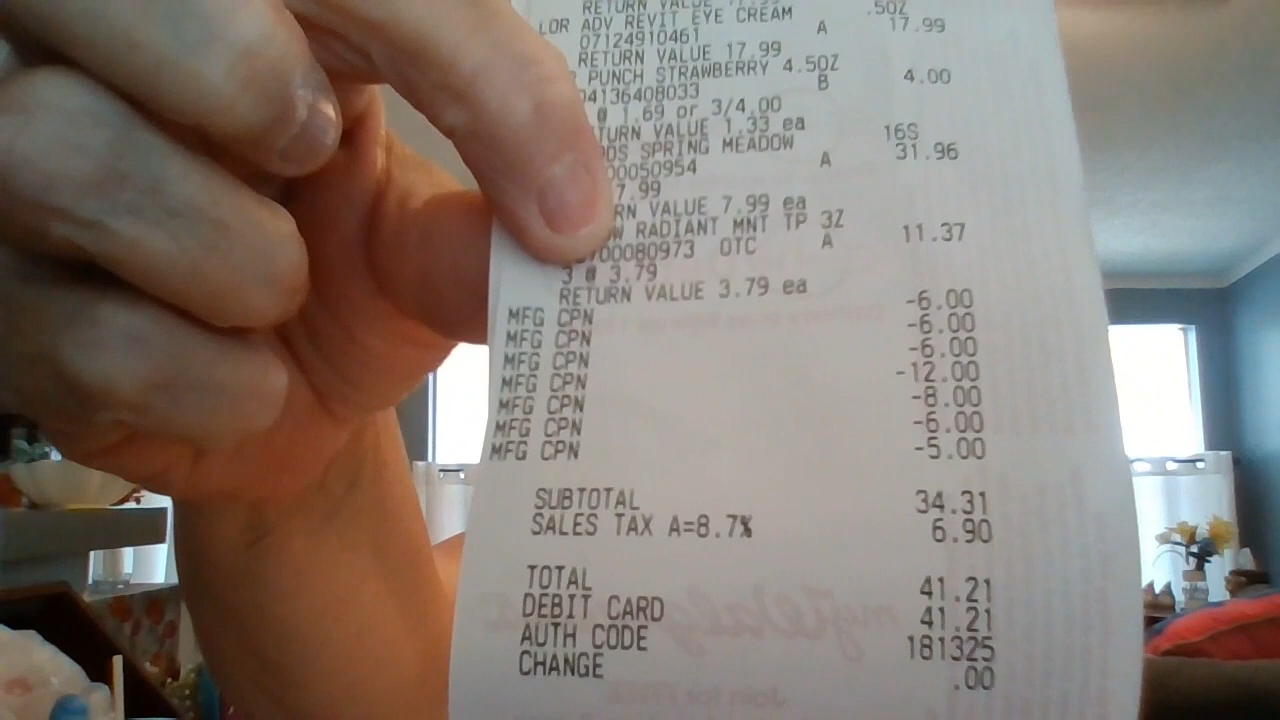 RETURN VALUE .50Z
LOR ADV REVIT EYE CREAM A 17.99
07124910461
RETURN VALUE 17.99
PUNCH STRAWBERRY 4.50Z B 4.00
04136408033
@ 1.69 or 3/4.00
TURN VALUE 1.33 ea
DS SPRING MEADOW 16S A 31.96
00050954
7.99
RN VALUE 7.99 ea
W RADIANT MNT TP 3Z A 11.37
00080973 OTC
3 @ 3.79
RETURN VALUE 3.79 ea
MFG CPN -6.00
MFG CPN -6.00
MFG CPN -6.00
MFG CPN -12.00
MFG CPN -8.00
MFG CPN -6.00
MFG CPN -5.00
SUBTOTAL 34.31
SALES TAX A=8.7% 6.90
TOTAL 41.21
DEBIT CARD 41.21
AUTH CODE 181325
CHANGE .00